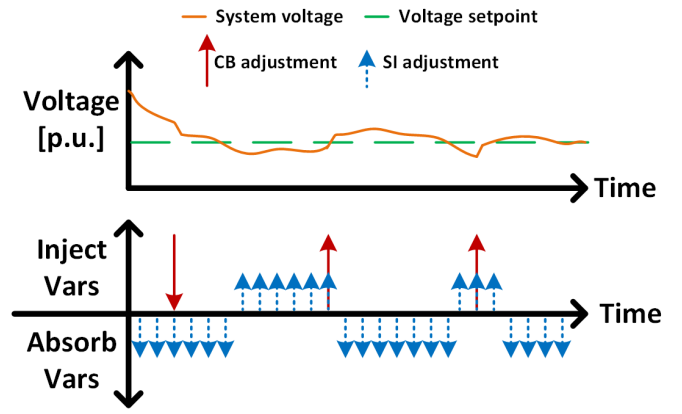 System voltage
Voltage setpoint
CB adjustment
SI adjustment
Voltage
[p.u.]
Time
Inject
Vars
Time
Absorb
Vars